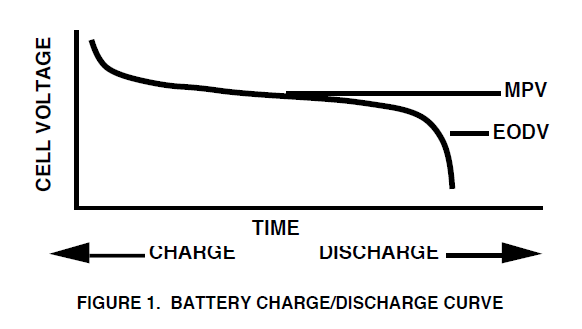 CELL VOLTAGE
MPV
EODV
TIME
CHARGE DISCHARGE
FIGURE 1. BATTERY CHARGE/DISCHARGE CURVE